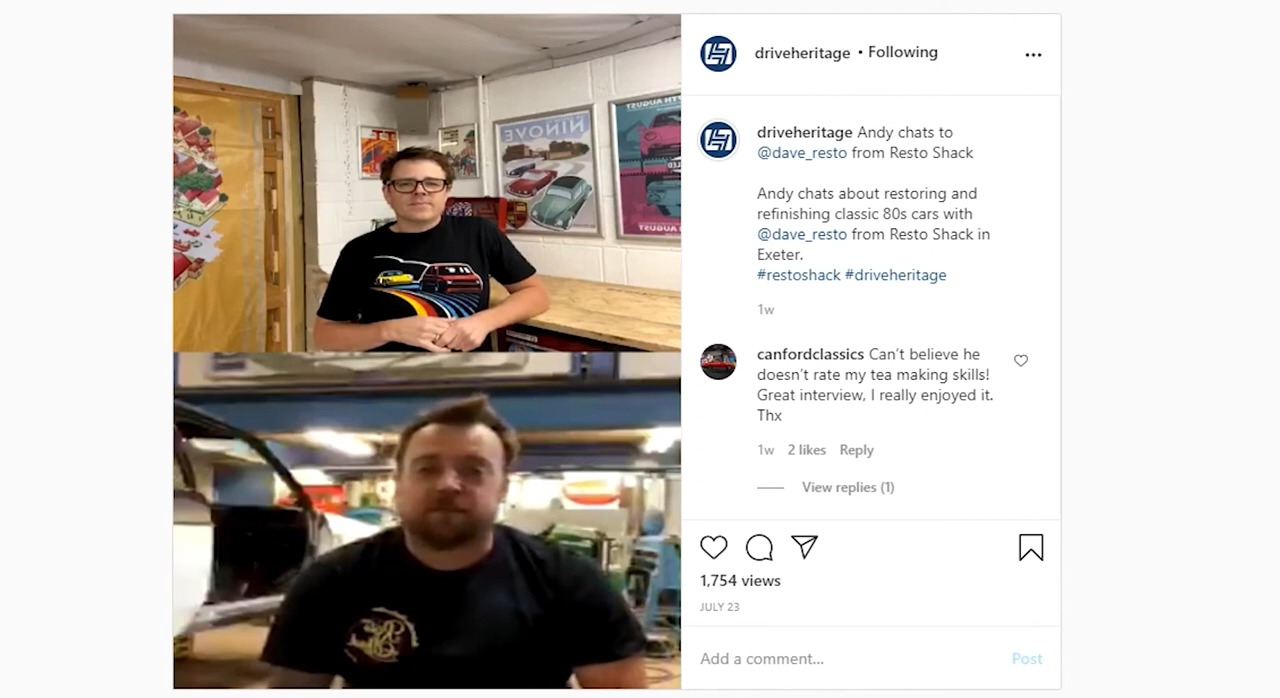 driveheritage • Following
driveheritage Andy chats to
@dave_resto from Resto Shack
Andy chats about restoring and
refinishing classic 80s cars with
@dave_resto from Resto Shack in
Exeter.
#restoshack #driveheritage
1w
canfordclassics Can't believe he
doesn't rate my tea making skills!
Great interview, I really enjoyed it.
Thx
1w 2 likes Reply
View replies (1)
1,754 views
JULY 23
Add a comment... Post
NINOVE
AUGUST